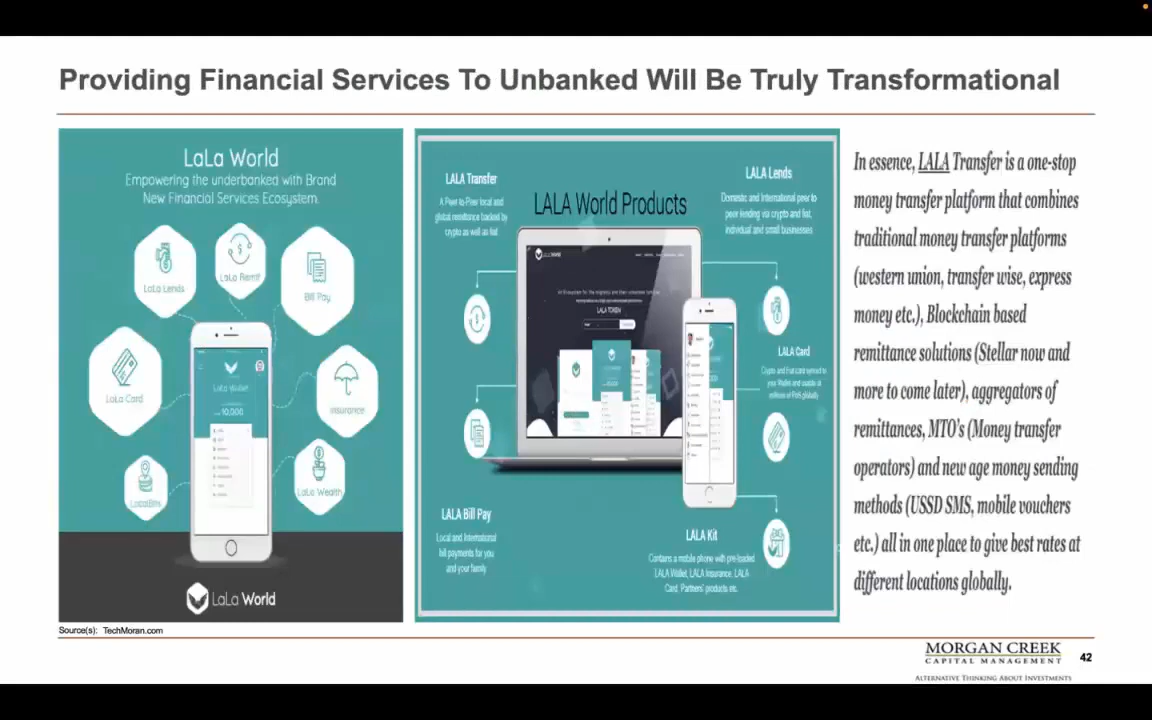 Providing Financial Services To Unbanked Will Be Truly Transformational
LaLa World
Empowering the underbanked with Brand
New Financial Services Ecosystem.
LaLa Lends
LaLa Remit
Bill Pay
LaLa Card
LaLa Wallet
10,000
Insurance
LaLa Wealth
LaLa World
LALA World Products
LALA Transfer
A Peer-to-Peer local and
global remittance backed by
crypto as well as fiat
LALA Lends
Domestic and International peer to
peer lending via crypto and fiat,
individual and small businesses
LALA TOKEN
LALA Card
Crypto and Fiat card synced to
your Wallet and usable at
millions of PoS globally
LALA Bill Pay
Local and International
bill payments for you
and your family
LALA Kit
Contains a mobile phone with pre-loaded
LALA Wallet, LALA Insurance, LALA
Card, Partners' products etc.
In essence, LALA Transfer is a one-stop
money transfer platform that combines
traditional money transfer platforms
(western union, transfer wise, express
money etc.), Blockchain based
remittance solutions (Stellar now and
more to come later), aggregators of
remittances, MTO's (Money transfer
operators) and new age money sending
methods (USSD SMS, mobile vouchers
etc.) all in one place to give best rates at
different locations globally.
Source(s): TechMoran.com
MORGAN CREEK
CAPITAL MANAGEMENT
ALTERNATIVE THINKING ABOUT INVESTMENTS
42